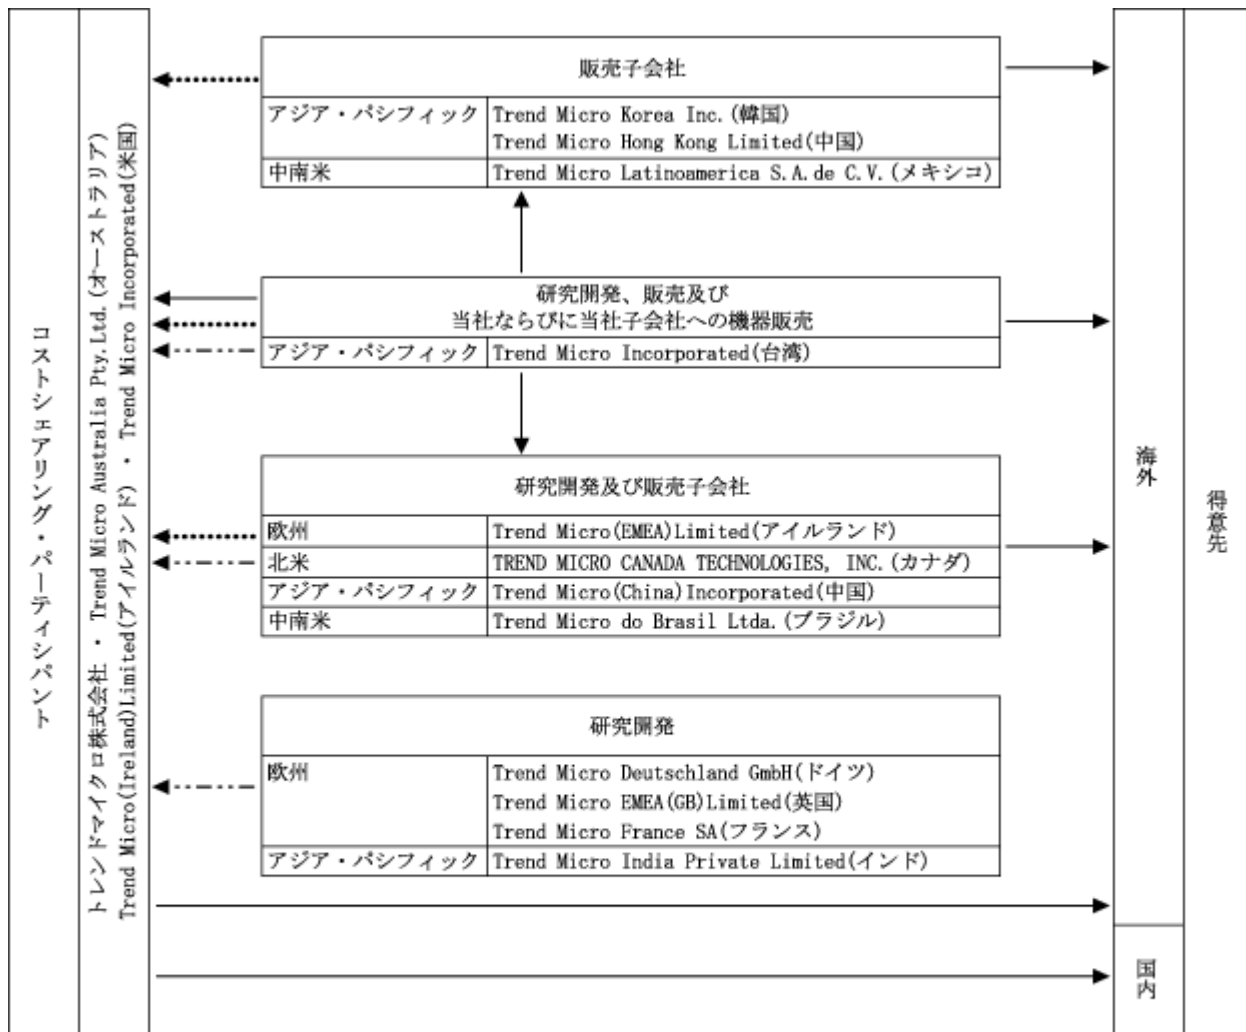 コストシェアリング・パーティシパント
トレンドマイクロ株式会社 ・ Trend Micro Australia Pty.Ltd.(オーストラリア)
Trend Micro(Ireland)Limited(アイルランド) ・ Trend Micro Incorporated(米国)
販売子会社
アジア・パシフィック Trend Micro Korea Inc.(韓国)
Trend Micro Hong Kong Limited(中国)
中南米 Trend Micro Latinoamerica S.A.de C.V.(メキシコ)
研究開発、販売及び
当社ならびに当社子会社への機器販売
アジア・パシフィック Trend Micro Incorporated(台湾)
研究開発及び販売子会社
欧州 Trend Micro(EMEA)Limited(アイルランド)
北米 TREND MICRO CANADA TECHNOLOGIES, INC.(カナダ)
アジア・パシフィック Trend Micro(China)Incorporated(中国)
中南米 Trend Micro do Brasil Ltda.(ブラジル)
研究開発
欧州 Trend Micro Deutschland GmbH(ドイツ)
Trend Micro EMEA(GB)Limited(英国)
Trend Micro France SA(フランス)
アジア・パシフィック Trend Micro India Private Limited(インド)
海外
国内
得意先